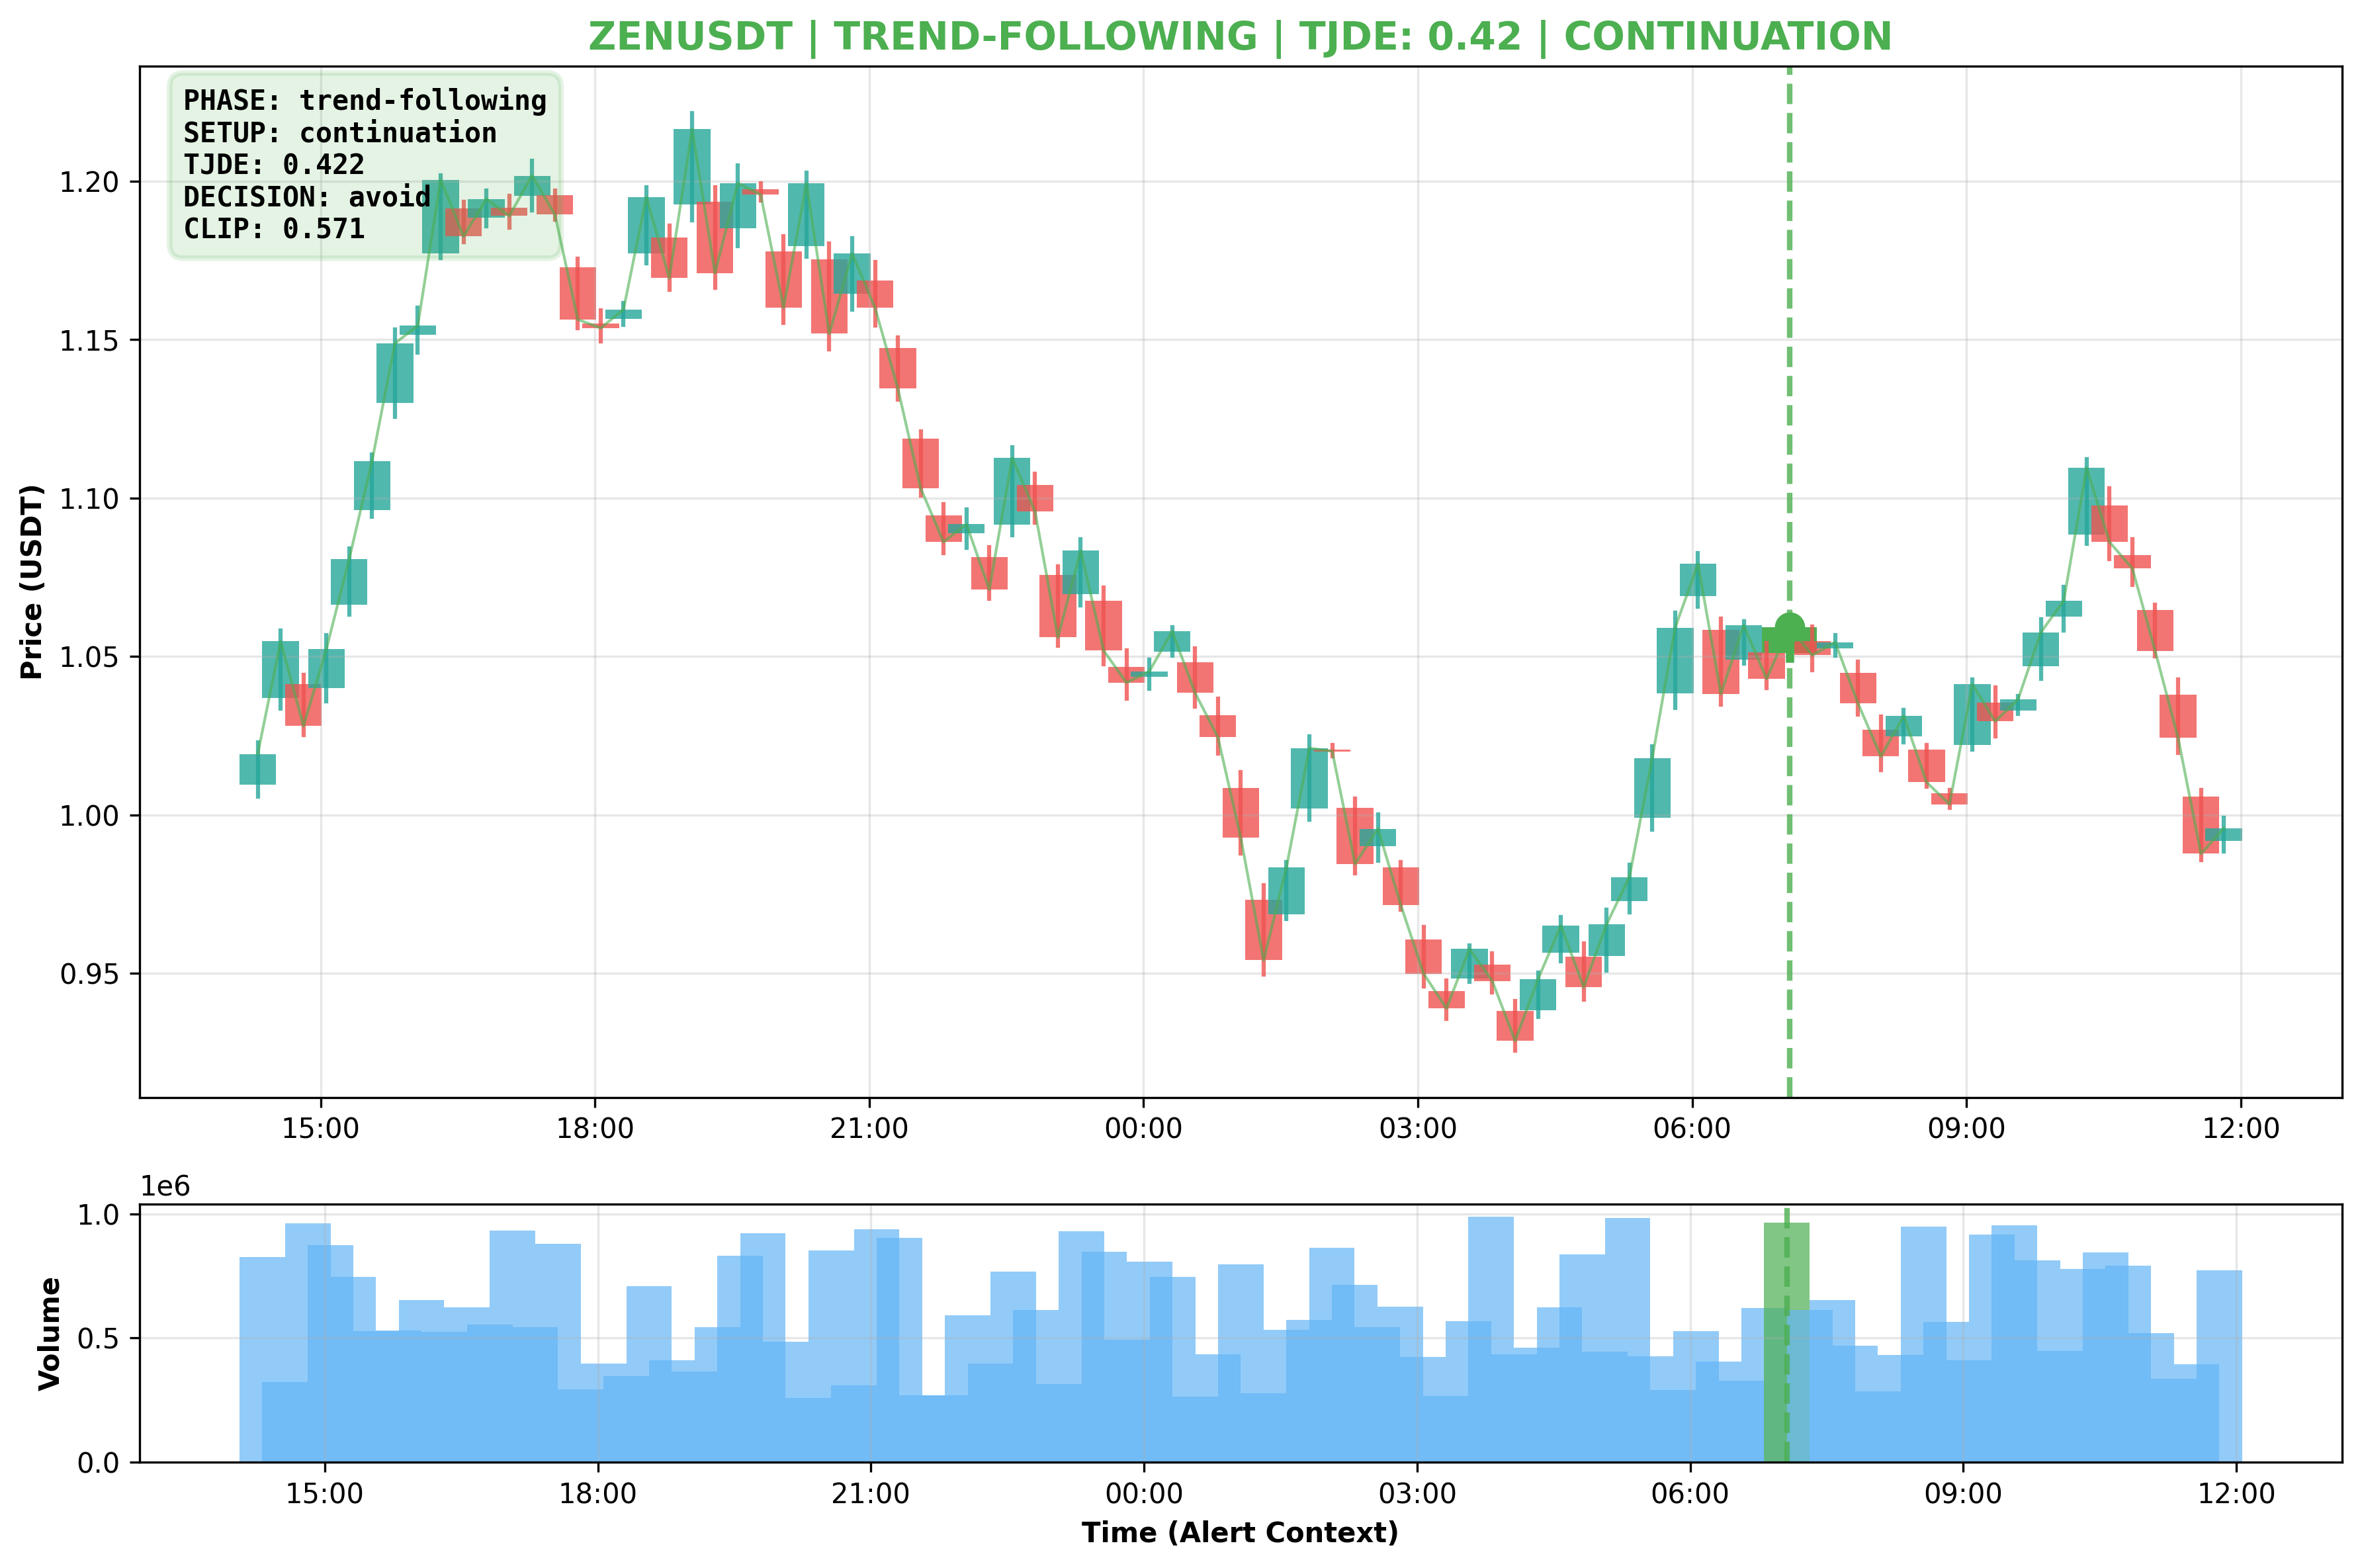 ZENUSDT | TREND-FOLLOWING | TJDE: 0.42 | CONTINUATION
PHASE: trend-following
SETUP: continuation
TJDE: 0.422
DECISION: avoid
CLIP: 0.571
Price (USDT)
1.20
1.15
1.10
1.05
1.00
0.95
15:00 18:00 21:00 00:00 03:00 06:00 09:00 12:00
1e6
Volume
1.0
0.5
0.0
15:00 18:00 21:00 00:00 03:00 06:00 09:00 12:00
Time (Alert Context)